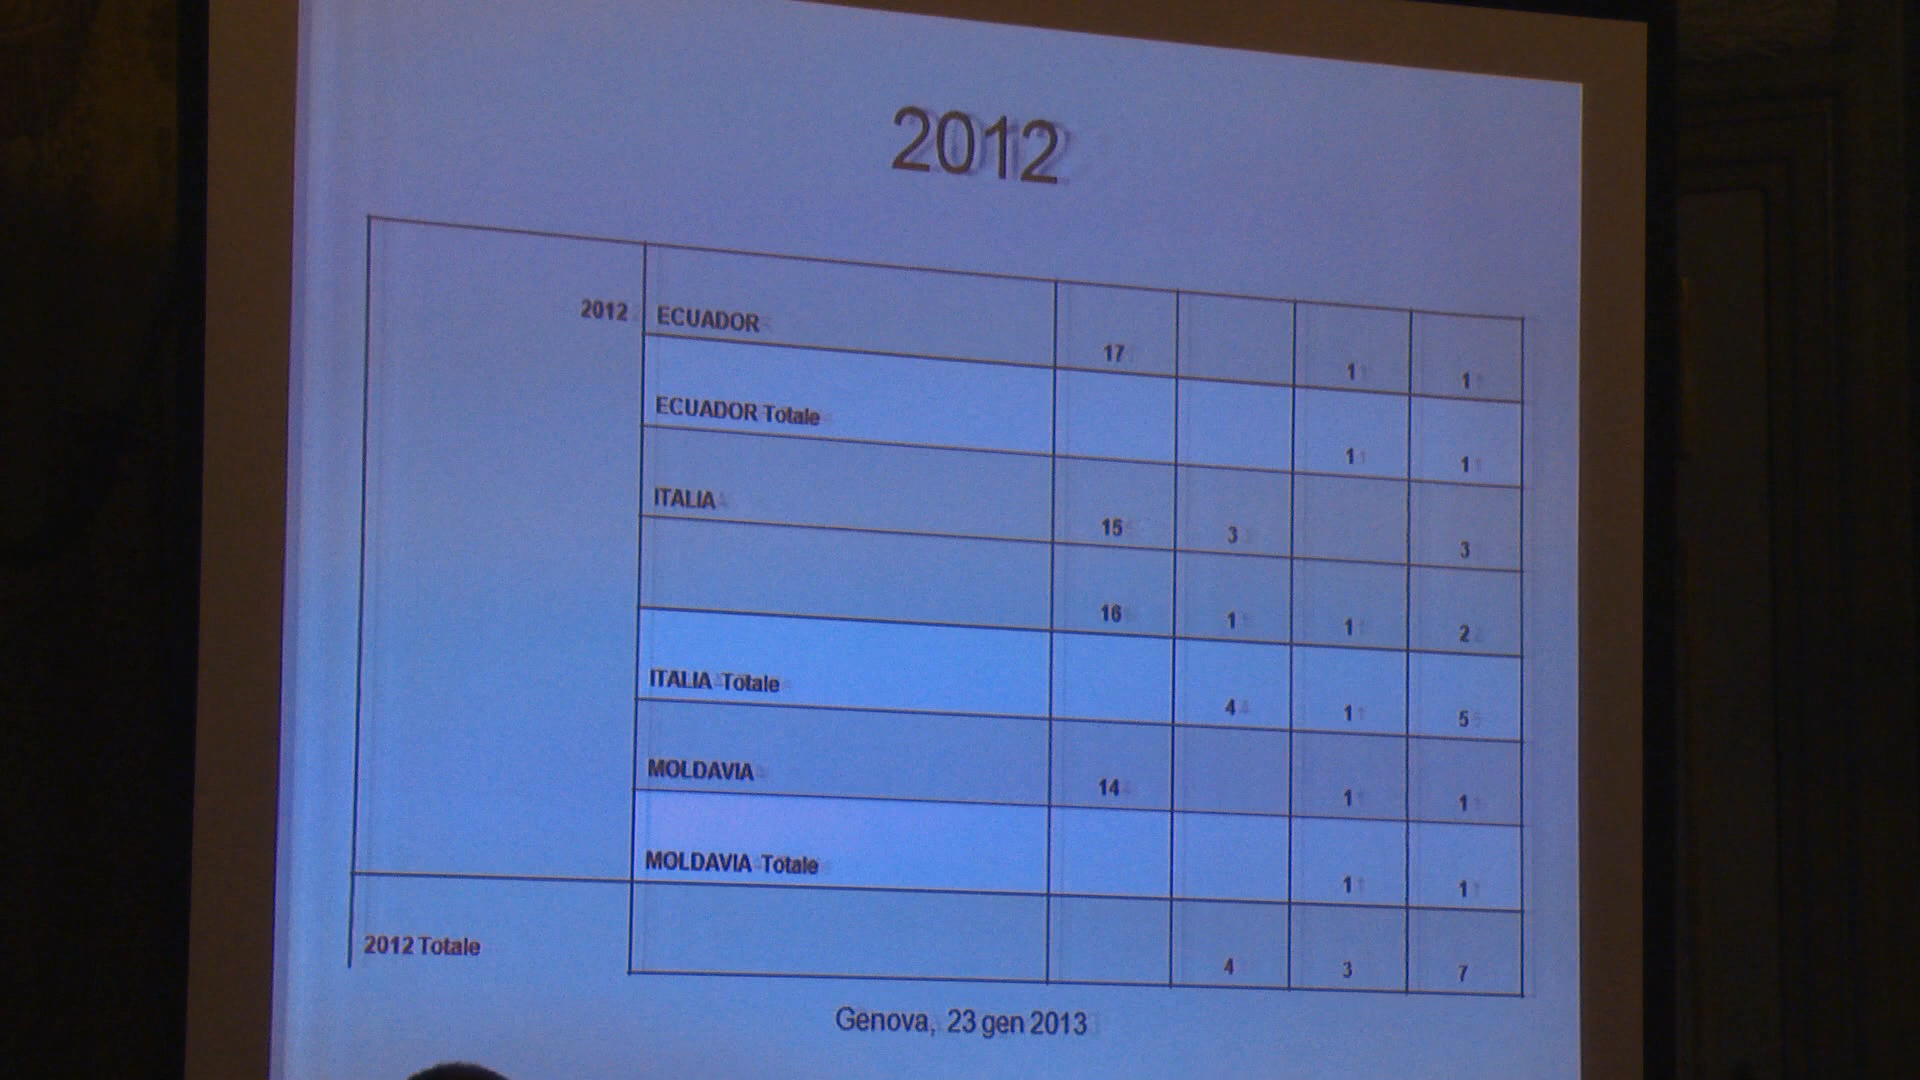 2012
2012 ECUADOR 17 1 1
ECUADOR Totale 1 1
ITALIA 15 3 3
16 1 1 2
ITALIA Totale 4 1 5
MOLDAVIA 14 1 1
MOLDAVIA Totale 1 1
2012 Totale 4 3 7
Genova, 23 gen 2013